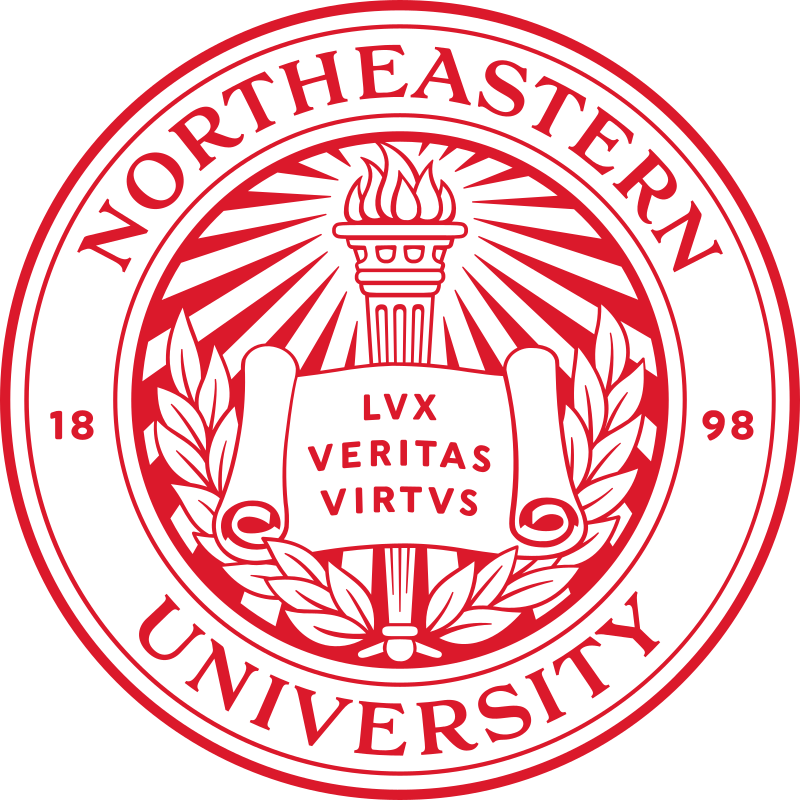 NORTHEASTERN
18 98
LVX
VERITAS
VIRTVS
UNIVERSITY